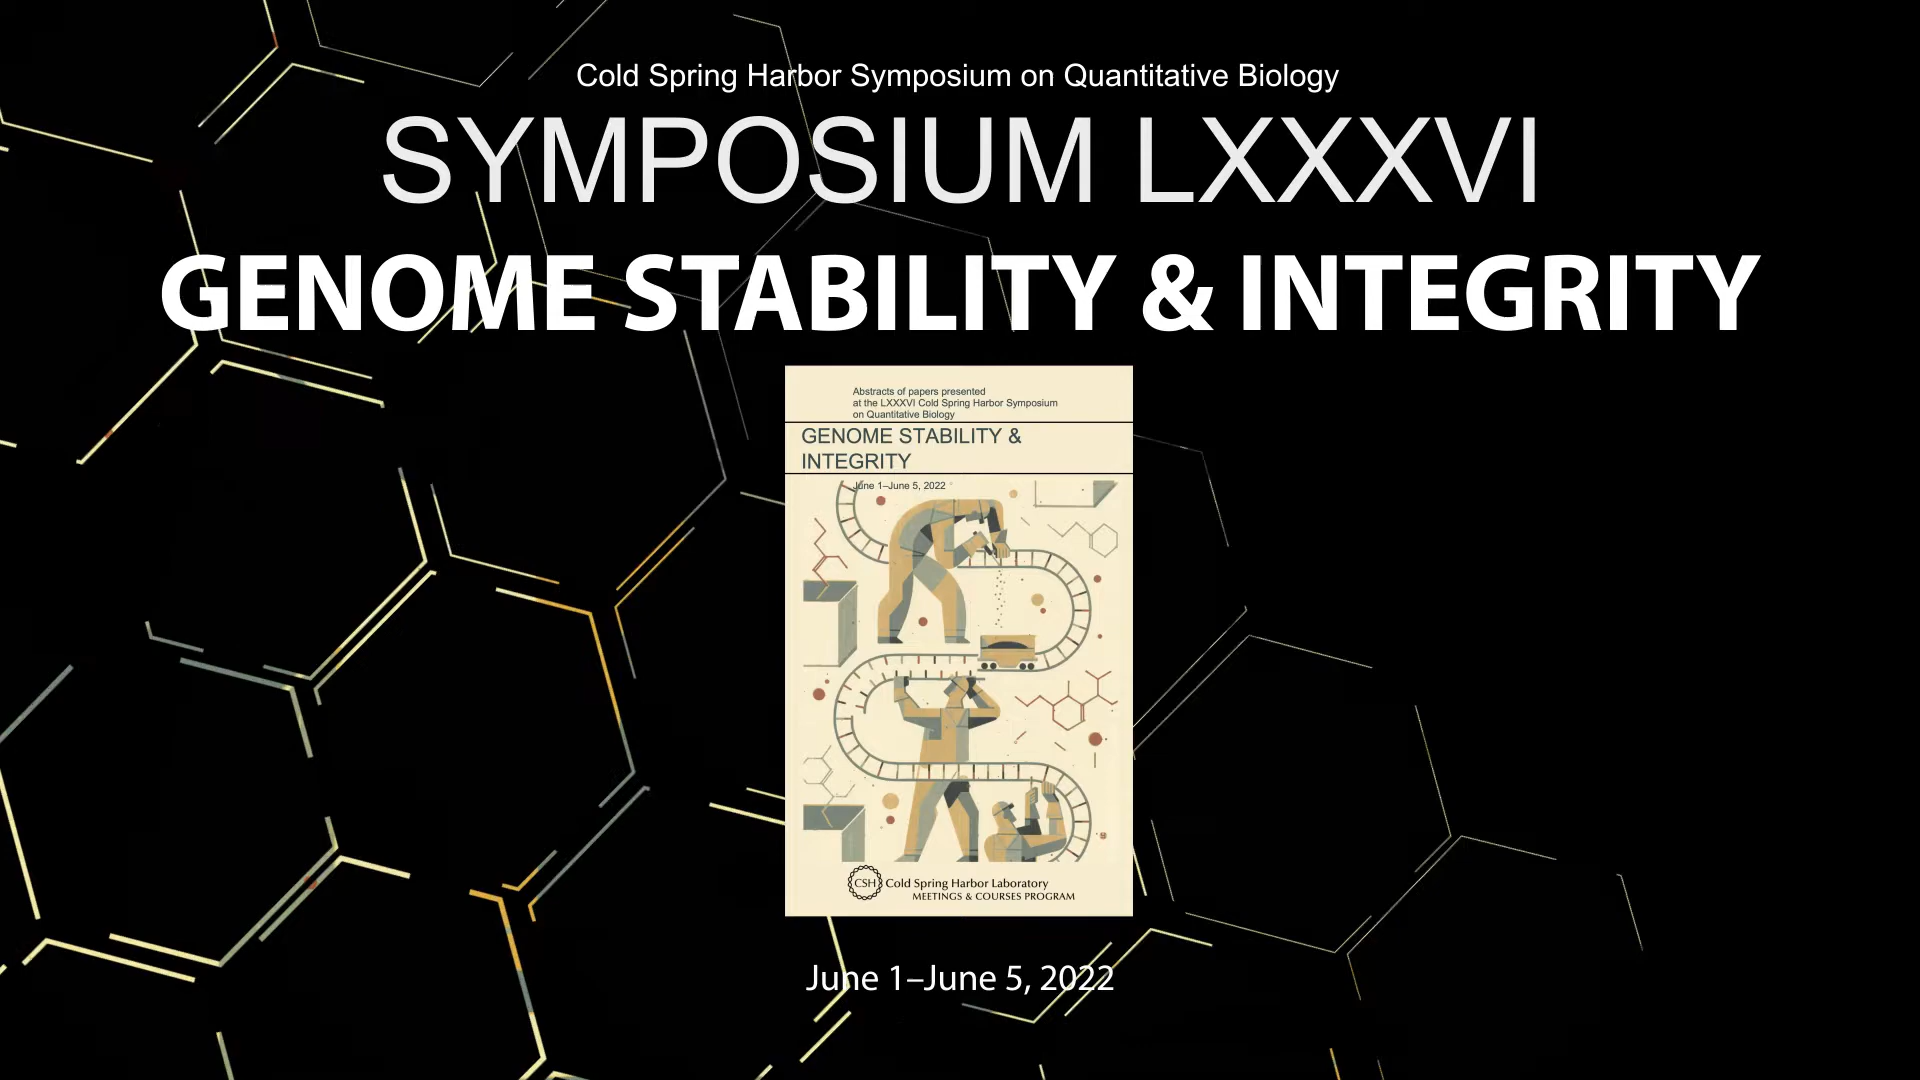 Cold Spring Harbor Symposium on Quantitative Biology
SYMPOSIUM LXXXVI
GENOME STABILITY & INTEGRITY
Abstracts of papers presented
at the LXXXVI Cold Spring Harbor Symposium
on Quantitative Biology
GENOME STABILITY &
INTEGRITY
June 1–June 5, 2022
CSH Cold Spring Harbor Laboratory
MEETINGS & COURSES PROGRAM
June 1–June 5, 2022